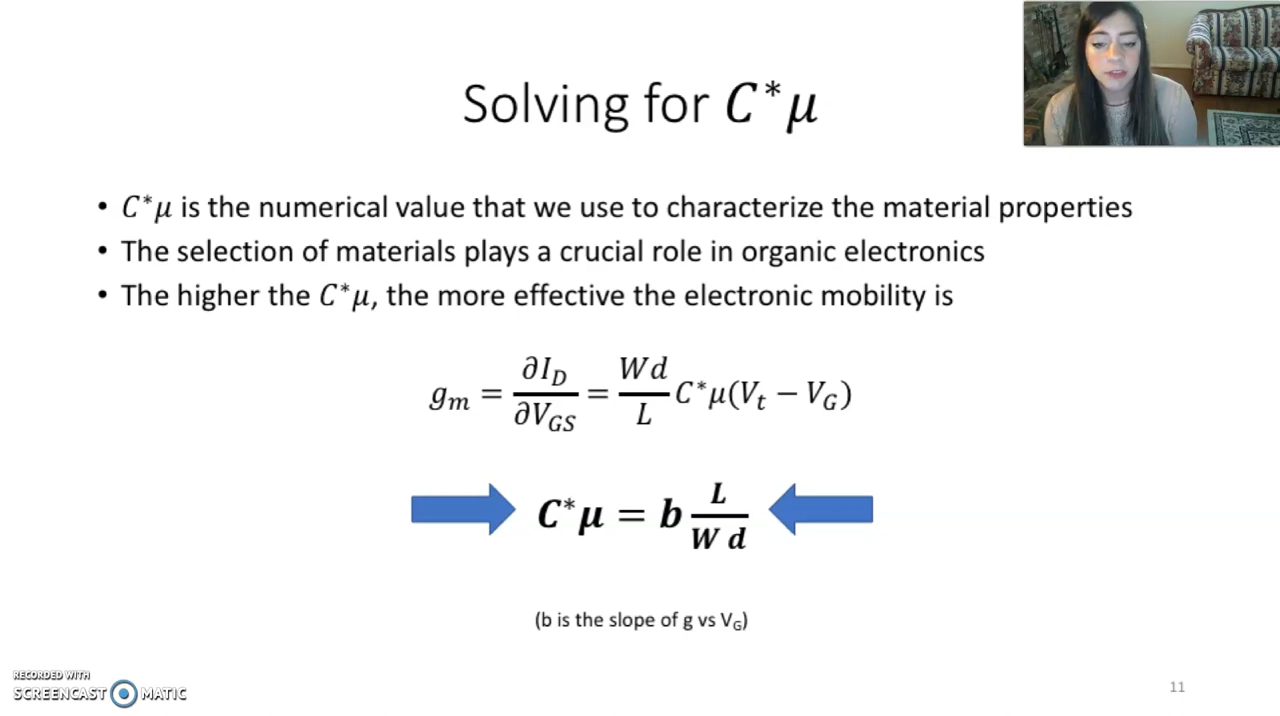 Solving for C*μ
• C*μ is the numerical value that we use to characterize the material properties
• The selection of materials plays a crucial role in organic electronics
• The higher the C*μ, the more effective the electronic mobility is
g_m = ∂I_D/∂V_GS = Wd/L C*μ(V_t − V_G)
C*μ = b L/W d
(b is the slope of g vs V_G)
RECORDED WITH
SCREENCAST MATIC
11